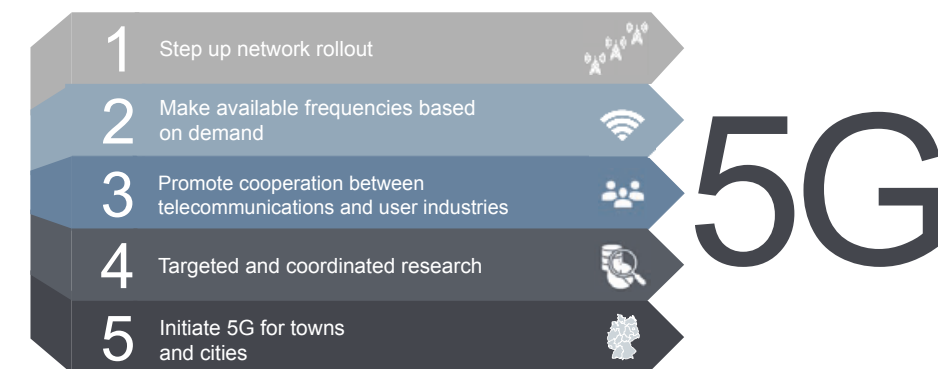 1
Step up network rollout
2
Make available frequencies based
on demand
3
Promote cooperation between
telecommunications and user industries
4
Targeted and coordinated research
5
Initiate 5G for towns
and cities
5G